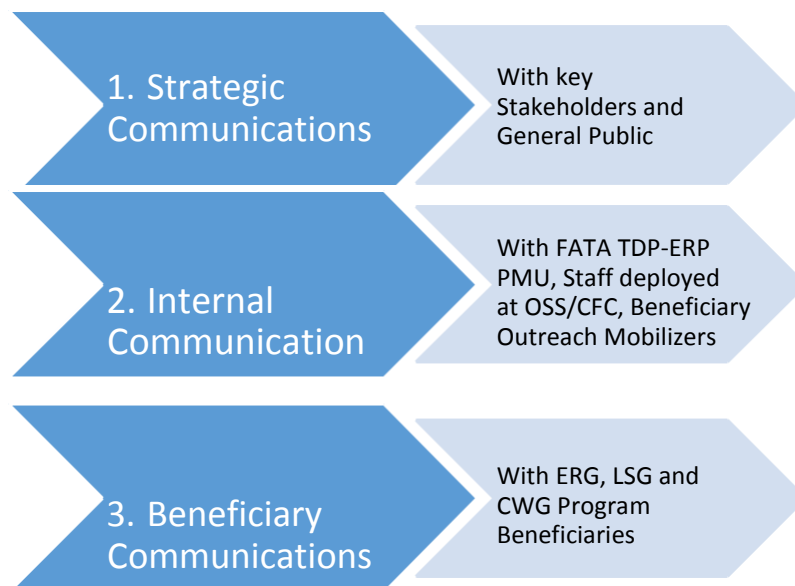 1. Strategic
Communications
With key
Stakeholders and
General Public
2. Internal
Communication
With FATA TDP-ERP
PMU, Staff deployed
at OSS/CFC, Beneficiary
Outreach Mobilizers
3. Beneficiary
Communications
With ERG, LSG and
CWG Program
Beneficiaries